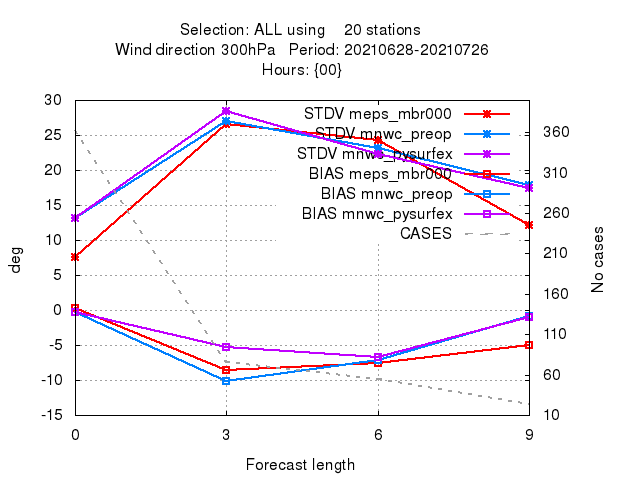 Selection: ALL using 20 stations
Wind direction 300hPa Period: 20210628-20210726
Hours: {00}
30
25
20
15
10
5
0
-5
-10
-15
deg
STDV meps_mbr000
STDV mnwc_preop
STDV mnwc_pysurfex
BIAS meps_mbr000
BIAS mnwc_preop
BIAS mnwc_pysurfex
CASES
360
310
260
210
160
110
60
10
No cases
0 3 6 9
Forecast length